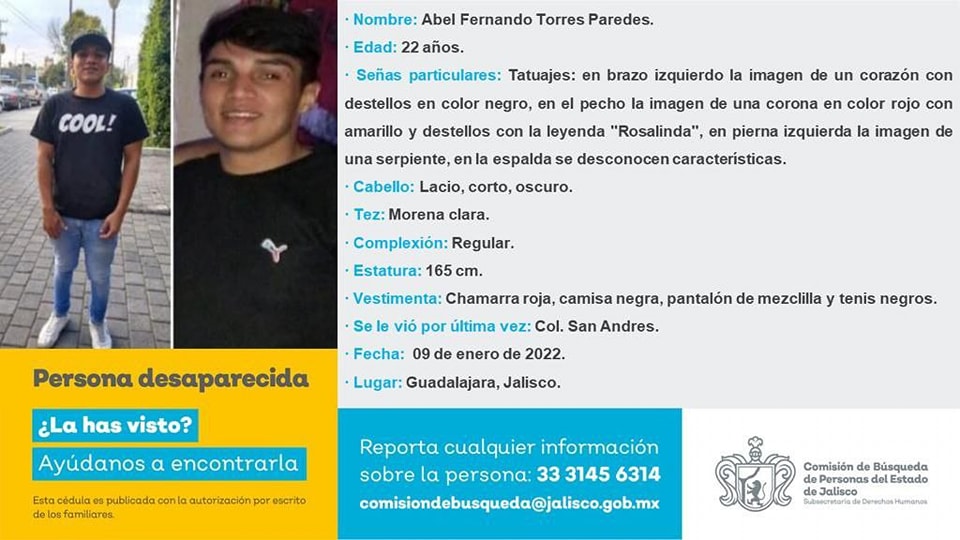 COOL!
· Nombre: Abel Fernando Torres Paredes.
· Edad: 22 años.
· Señas particulares: Tatuajes: en brazo izquierdo la imagen de un corazón con
destellos en color negro, en el pecho la imagen de una corona en color rojo con
amarillo y destellos con la leyenda "Rosalinda", en pierna izquierda la imagen de
una serpiente, en la espalda se desconocen características.
· Cabello: Lacio, corto, oscuro.
· Tez: Morena clara.
· Complexión: Regular.
· Estatura: 165 cm.
· Vestimenta: Chamarra roja, camisa negra, pantalón de mezclilla y tenis negros.
· Se le vió por última vez: Col. San Andres.
· Fecha: 09 de enero de 2022.
· Lugar: Guadalajara, Jalisco.
Persona desaparecida
¿La has visto?
Ayúdanos a encontrarla
Esta cédula es publicada con la autorización por escrito
de los familiares.
Reporta cualquier información
sobre la persona: 33 3145 6314
comisiondebusqueda@jalisco.gob.mx
Comisión de Búsqueda
de Personas del Estado
de Jalisco
Subsecretaría de Derechos Humanos